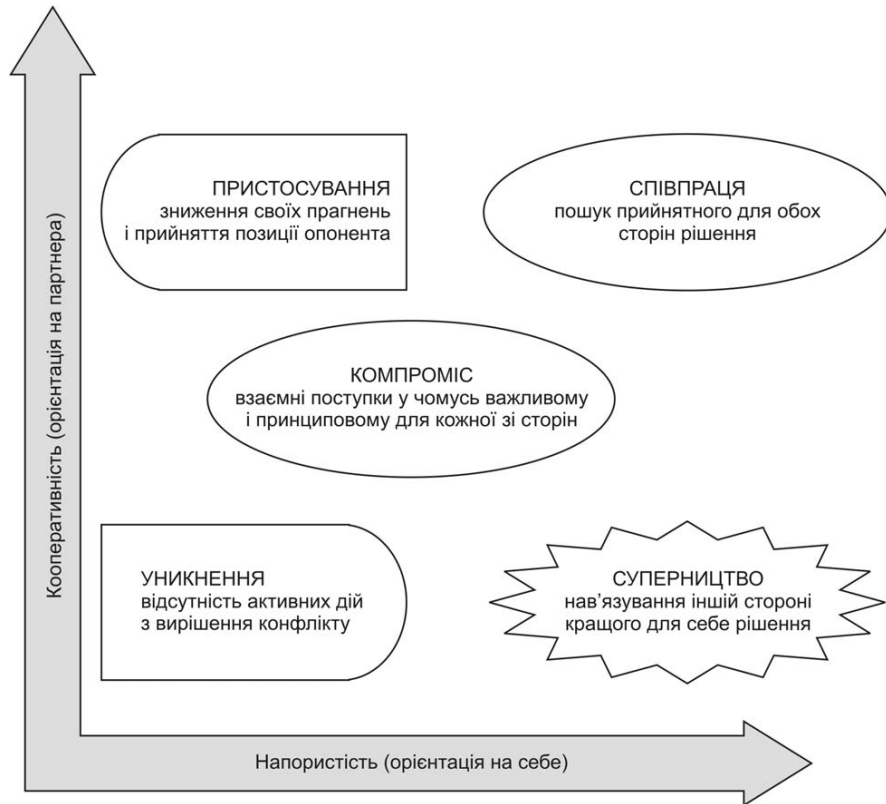 Кооперативність (орієнтація на партнера)
ПРИСТОСУВАННЯ
зниження своїх прагнень
і прийняття позиції опонента
СПІВПРАЦЯ
пошук прийнятного для обох
сторін рішення
КОМПРОМІС
взаємні поступки у чомусь важливому
і принциповому для кожної зі сторін
УНИКНЕННЯ
відсутність активних дій
з вирішення конфлікту
СУПЕРНИЦТВО
нав’язування іншій стороні
кращого для себе рішення
Напористість (орієнтація на себе)